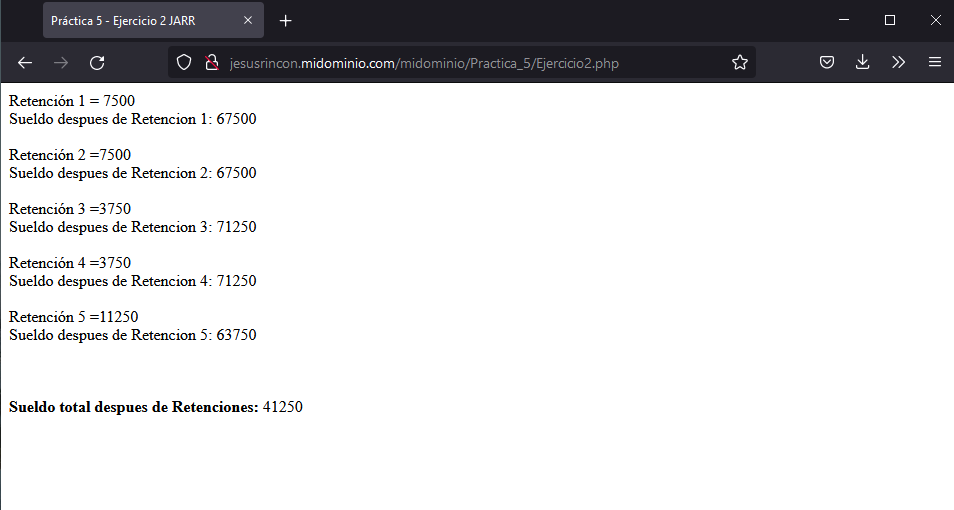 Práctica 5 - Ejercicio 2 JARR
jesusrincon.midominio.com/midominio/Practica_5/Ejercicio2.php
Retención 1 = 7500
Sueldo despues de Retencion 1: 67500
Retención 2 =7500
Sueldo despues de Retencion 2: 67500
Retención 3 =3750
Sueldo despues de Retencion 3: 71250
Retención 4 =3750
Sueldo despues de Retencion 4: 71250
Retención 5 =11250
Sueldo despues de Retencion 5: 63750
Sueldo total despues de Retenciones: 41250